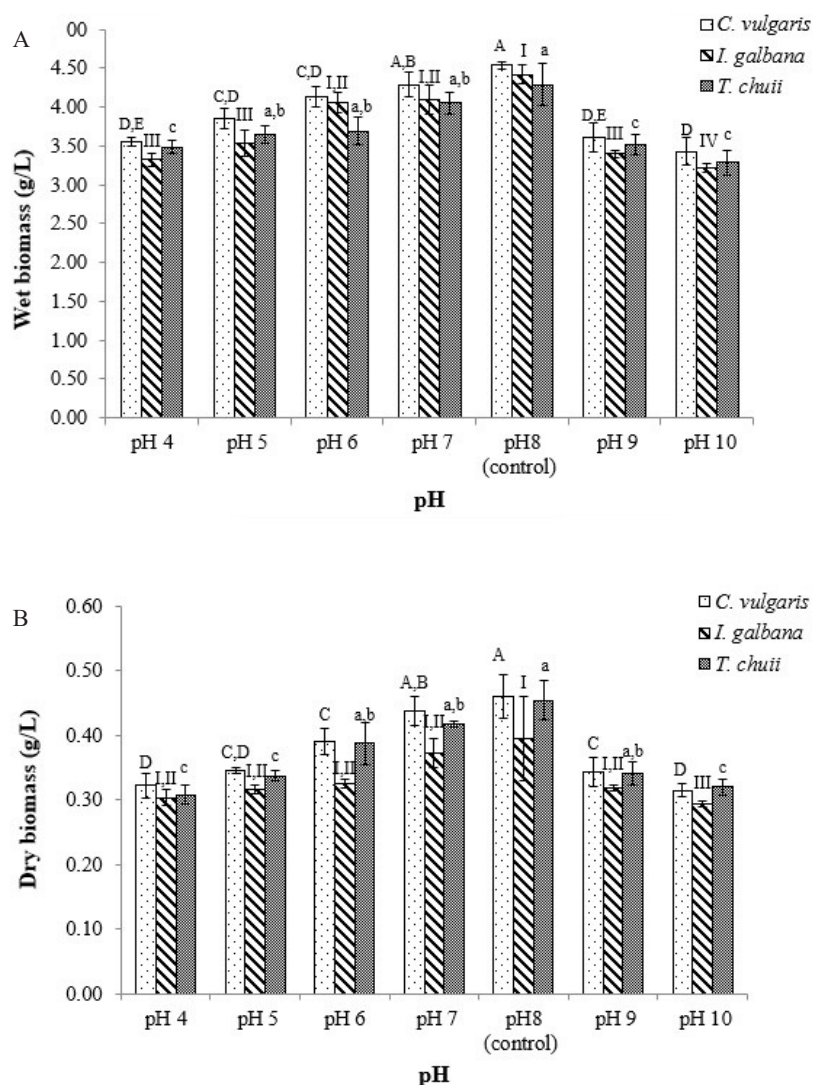 A
Wet biomass (g/L)
00
4.50
4.00
3.50
3.00
2.50
2.00
1.50
1.00
0.50
0.00
C. vulgaris
I. galbana
T. chuii
D,E III c
C,D III a,b
C,D I,II a,b
A,B I,II a,b
A I a
D,E III c
D IV c
pH 4 pH 5 pH 6 pH 7 pH8 pH 9 pH 10
(control)
pH
B
Dry biomass (g/L)
0.60
0.50
0.40
0.30
0.20
0.10
0.00
C. vulgaris
I. galbana
T. chuii
D I,II c
C,D I,II c
C I,II a,b
A,B I,II a,b
A I a
C I,II a,b
D III c
pH 4 pH 5 pH 6 pH 7 pH8 pH 9 pH 10
(control)
pH